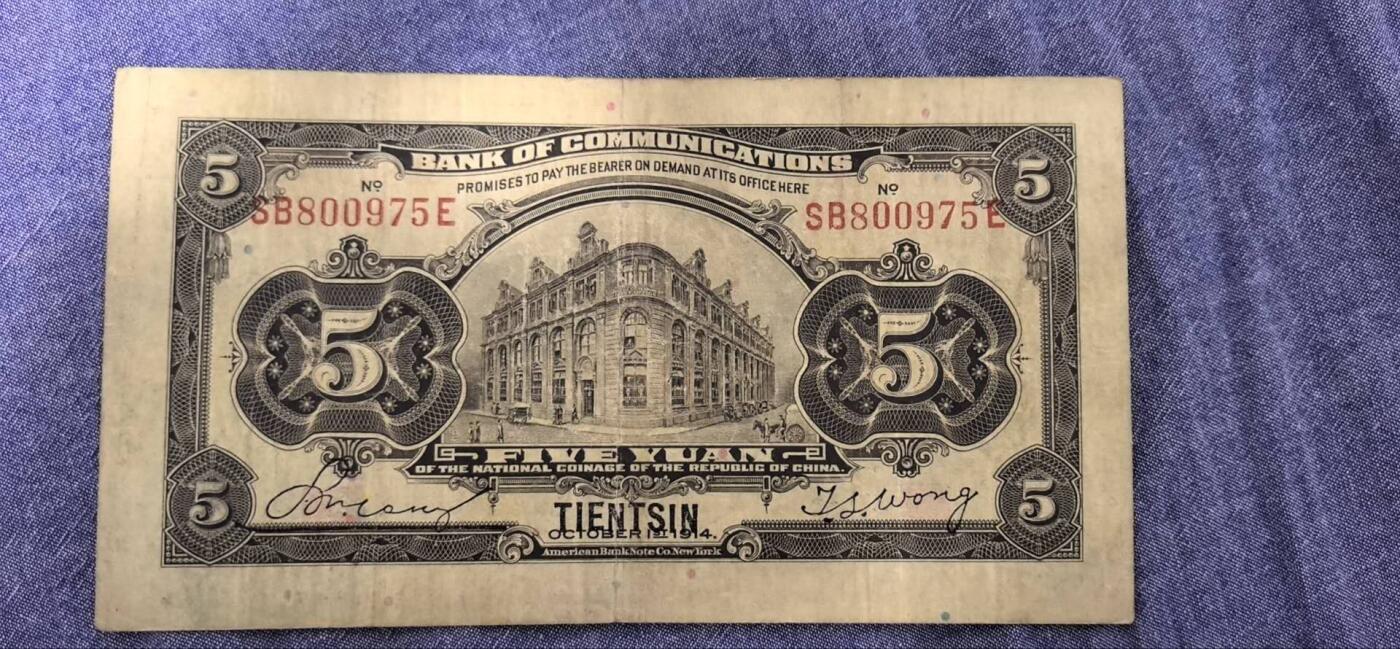 BANK OF COMMUNICATIONS
PROMISES TO PAY THE BEARER ON DEMAND AT ITS OFFICE HERE
5 5
Nº Nº
SB800975E SB800975E
5 5
FIVE YUAN
OF THE NATIONAL COINAGE OF THE REPUBLIC OF CHINA.
T.S. Wong
5 TIENTSIN 5
OCTOBER 1ST 1914.
American Bank Note Co. New York